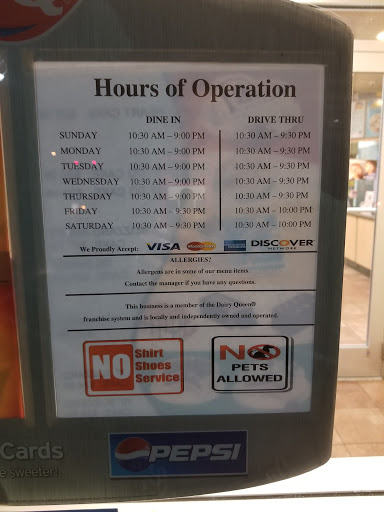 Hours of Operation
DINE IN DRIVE THRU
SUNDAY 10:30 AM – 9:00 PM 10:30 AM – 9:30 PM
MONDAY 10:30 AM – 9:00 PM 10:30 AM – 9:30 PM
TUESDAY 10:30 AM – 9:00 PM 10:30 AM – 9:30 PM
WEDNESDAY 10:30 AM – 9:00 PM 10:30 AM – 9:30 PM
THURSDAY 10:30 AM – 9:00 PM 10:30 AM – 9:30 PM
FRIDAY 10:30 AM – 9:30 PM 10:30 AM – 10:00 PM
SATURDAY 10:30 AM – 9:30 PM 10:30 AM – 10:00 PM
We Proudly Accept: VISA DISCOVER
NETWORK
ALLERGIES?
Allergens are in some of our menu items
Contact the manager if you have any questions.
This business is a member of the Dairy Queen®
franchise system and is locally and independently owned and operated.
NO Shirt
Shoes
Service
NO
PETS
ALLOWED
Cards
sweeter!
PEPSI